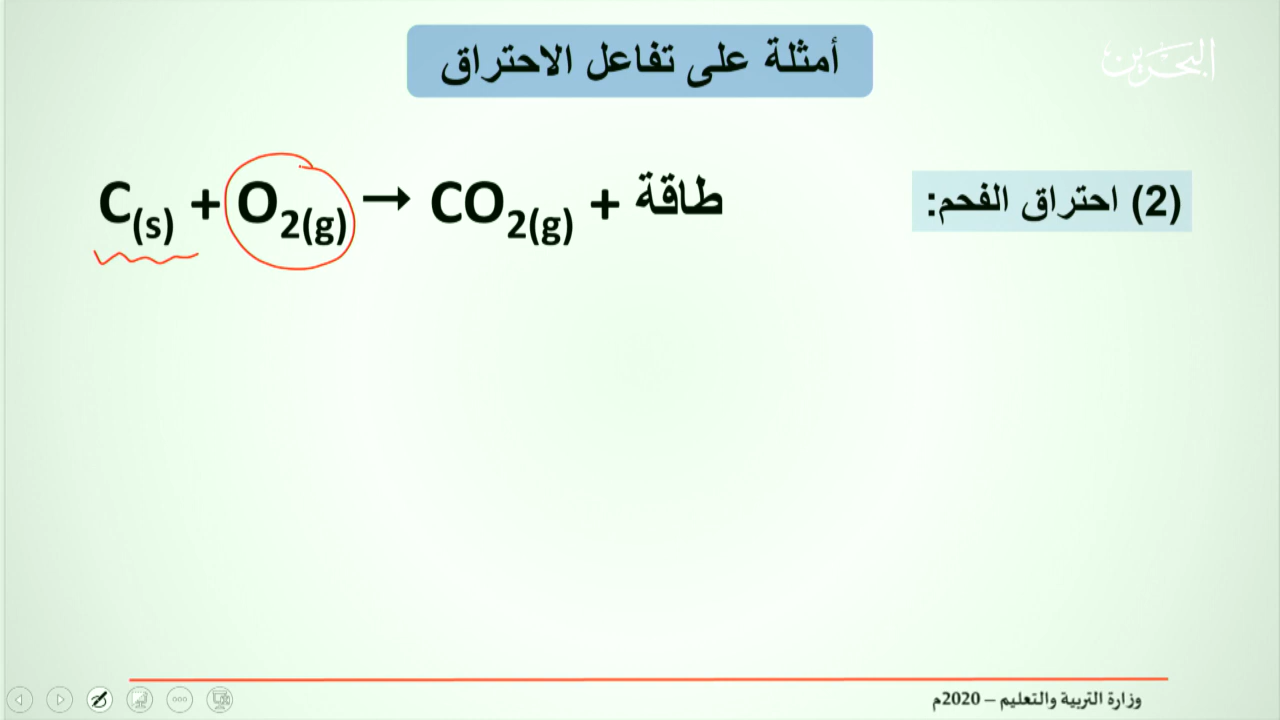 البحرين
أمثلة على تفاعل الاحتراق
(2) احتراق الفحم:
C(s) + O2(g) → CO2(g) + طاقة
وزارة التربية والتعليم – 2020م